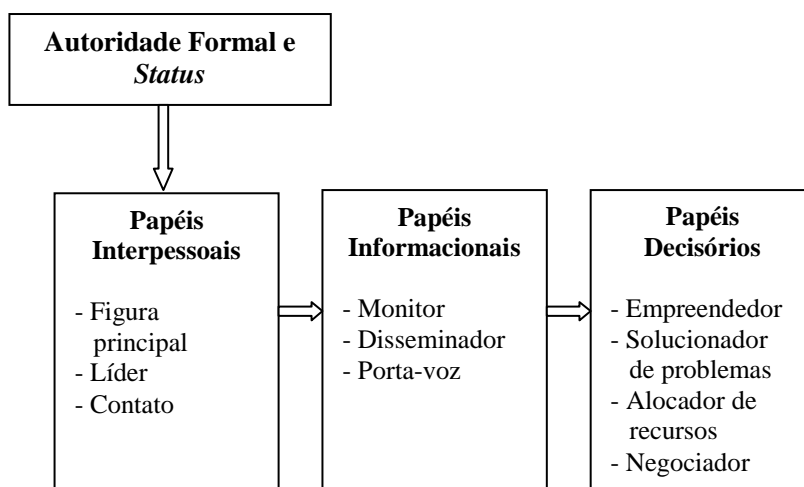 Autoridade Formal e
Status
Papéis
Interpessoais
- Figura
principal
- Líder
- Contato
Papéis
Informacionais
- Monitor
- Disseminador
- Porta-voz
Papéis
Decisórios
- Empreendedor
- Solucionador
de problemas
- Alocador de
recursos
- Negociador